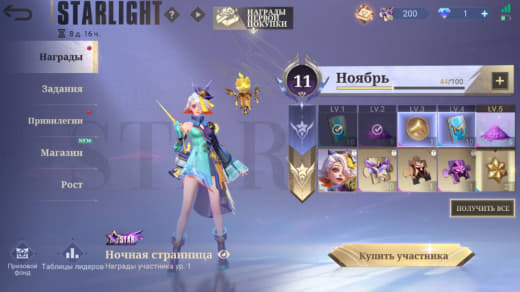 STARLIGHT
?
НАГРАДЫ
ПЕРВОЙ
ПОКУПКИ
200
1
+
8 д. 16 ч.
Награды
Задания
Привилегии
Магазин
NEW
Рост
11
Ноябрь
44/100
+
LV.1
LV.2
LV.3
LV.4
LV.5
ПОЛУЧИТЬ ВСЕ
STAR
Ночная странница
Награды участника ур. 1
Призовой
фонд
Таблицы лидеров
Купить участника